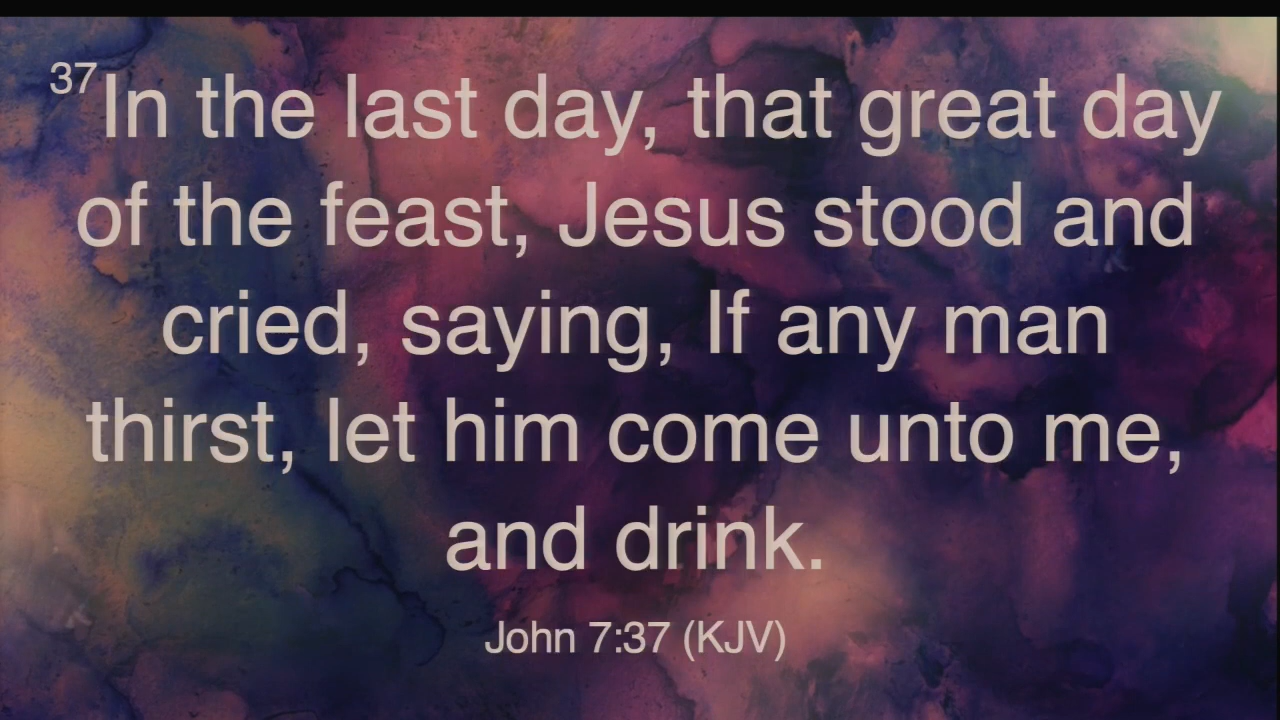 37In the last day, that great day
of the feast, Jesus stood and
cried, saying, If any man
thirst, let him come unto me,
and drink.
John 7:37 (KJV)